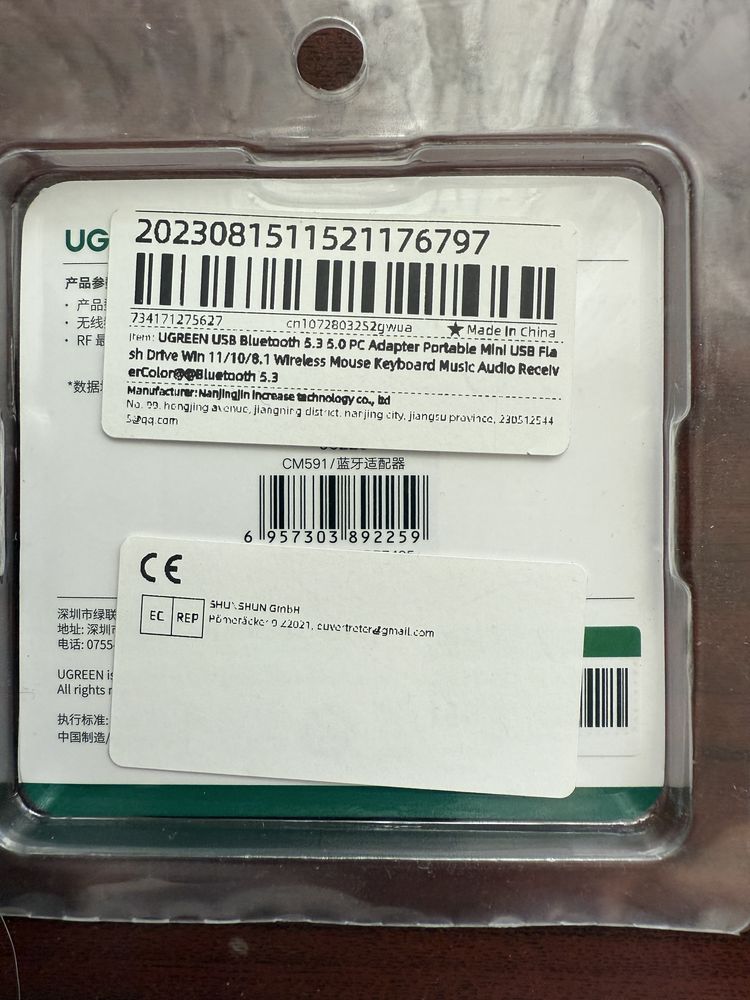 20230815115211​76797
UG
产品参
· 产品
· 无线
· RF 最
*数据
734171275627 cn1072803252gwua ★ Made In China
Item: UGREEN USB Bluetooth 5.3 5.0 PC Adapter Portable Mini USB Fla
sh Drive Win 11/10/8.1 Wireless Mouse Keyboard Music Audio Receiv
erColor@@Bluetooth 5.3
Manufacturer: Nanjingjin increase technology co., ltd
No. 99, hongjing avenue, jiangning district, nanjing city, jiangsu province, 230512544
5@qq.com
CM591/蓝牙适配器
6 957303 892259
CE
EC REP
SHUNSHUN GmbH
Römeräcker 9 Z2021, euvertreter@gmail.com
深圳市绿联
地址: 深圳市
电话: 0755-
UGREEN is
All rights r
执行标准:
中国制造/